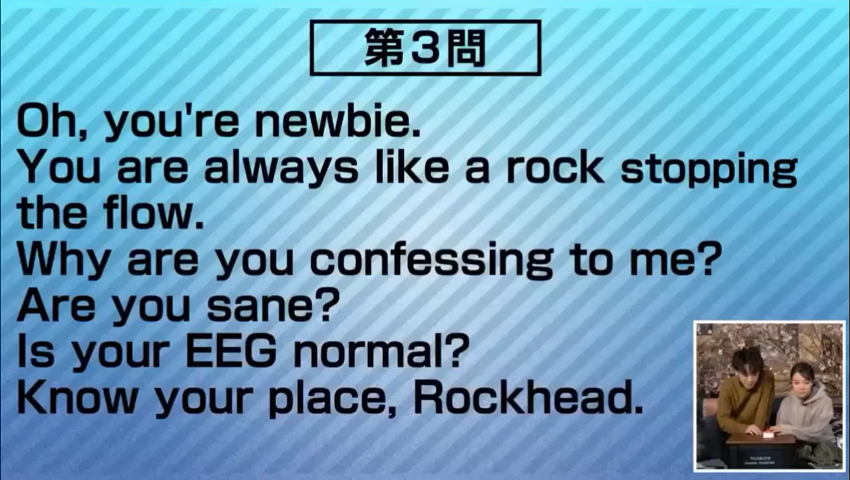 第3問
Oh, you're newbie.
You are always like a rock stopping
the flow.
Why are you confessing to me?
Are you sane?
Is your EEG normal?
Know your place, Rockhead.